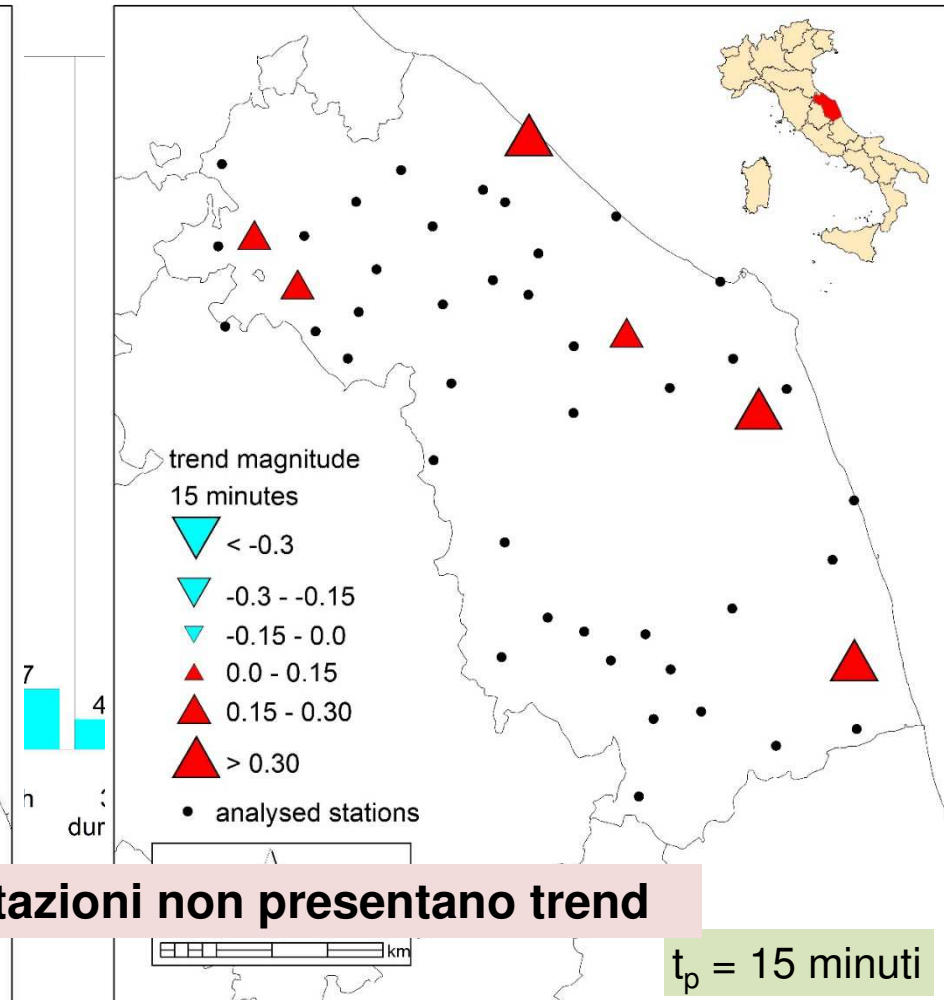 trend magnitude
15 minutes
< -0.3
-0.3 - -0.15
-0.15 - 0.0
0.0 - 0.15
0.15 - 0.30
> 0.30
analysed stations
7
4
h
dur
tazioni non presentano trend
km
tp = 15 minuti